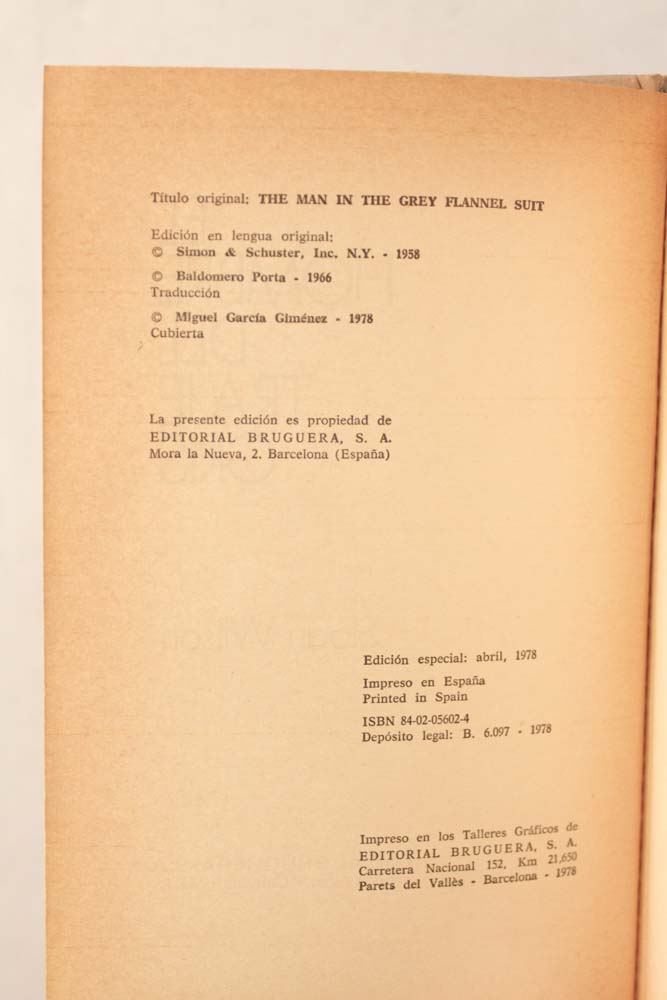 Título original: THE MAN IN THE GREY FLANNEL SUIT
Edición en lengua original:
© Simon & Schuster, Inc. N.Y. - 1958
© Baldomero Porta - 1966
Traducción
© Miguel García Giménez - 1978
Cubierta
La presente edición es propiedad de
EDITORIAL BRUGUERA, S. A.
Mora la Nueva, 2. Barcelona (España)
Edición especial: abril, 1978
Impreso en España
Printed in Spain
ISBN 84-02-05602-4
Depósito legal: B. 6.097 - 1978
Impreso en los Talleres Gráficos de
EDITORIAL BRUGUERA, S. A.
Carretera Nacional 152, Km 21,650
Parets del Vallès - Barcelona - 1978